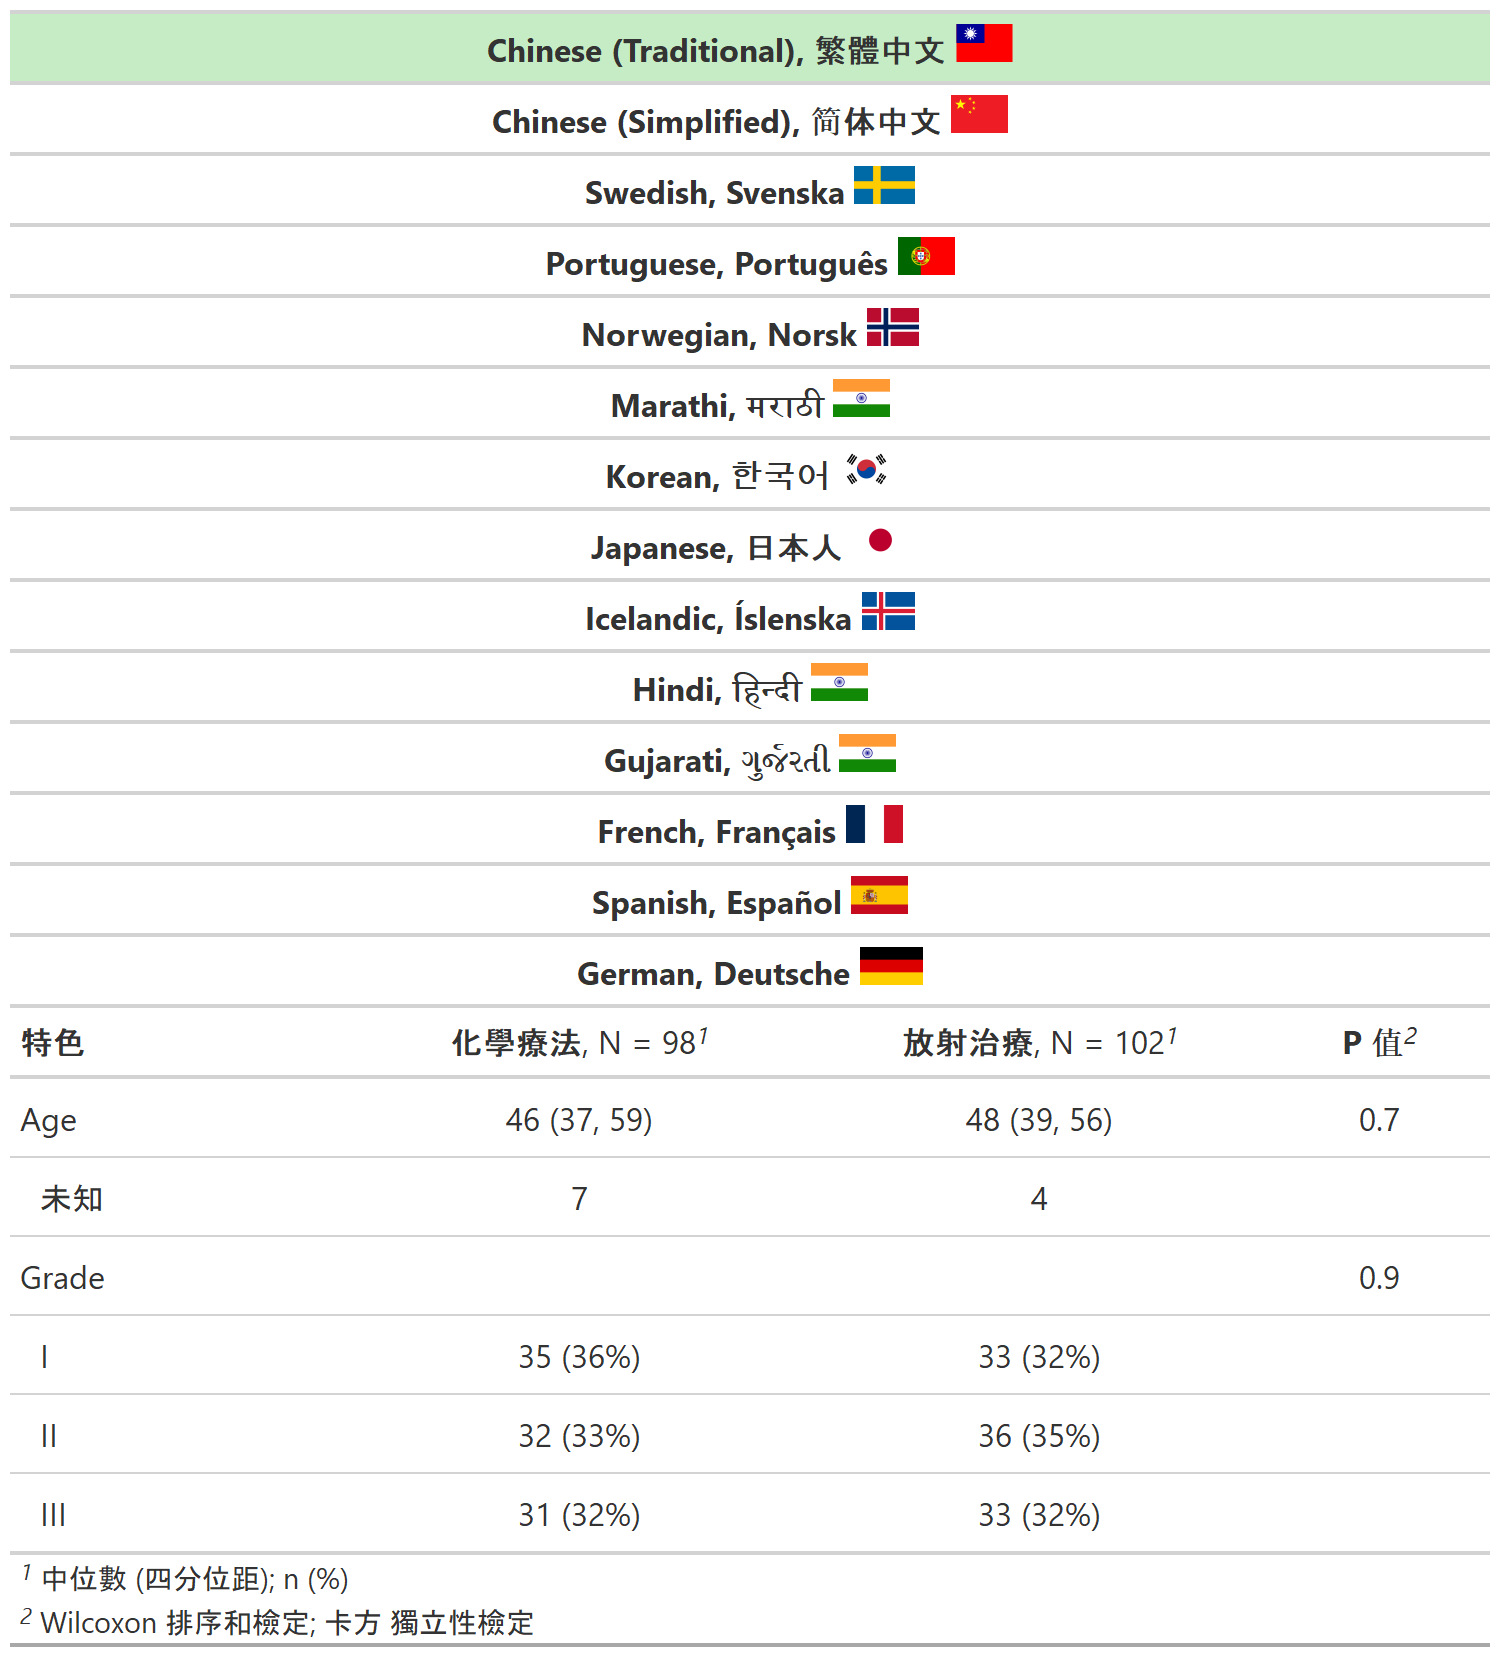 Chinese (Traditional), 繁體中文
Chinese (Simplified), 简体中文
Swedish, Svenska
Portuguese, Português
Norwegian, Norsk
Marathi, मराठी
Korean, 한국어
Japanese, 日本人
Icelandic, Íslenska
Hindi, हिन्दी
Gujarati, ગુર્જરતી
French, Français
Spanish, Español
German, Deutsche
特色 化學療法, N = 98¹ 放射治療, N = 102¹ P 值²
Age 46 (37, 59) 48 (39, 56) 0.7
未知 7 4
Grade 0.9
I 35 (36%) 33 (32%)
II 32 (33%) 36 (35%)
III 31 (32%) 33 (32%)
¹ 中位數 (四分位距); n (%)
² Wilcoxon 排序和檢定; 卡方 獨立性檢定